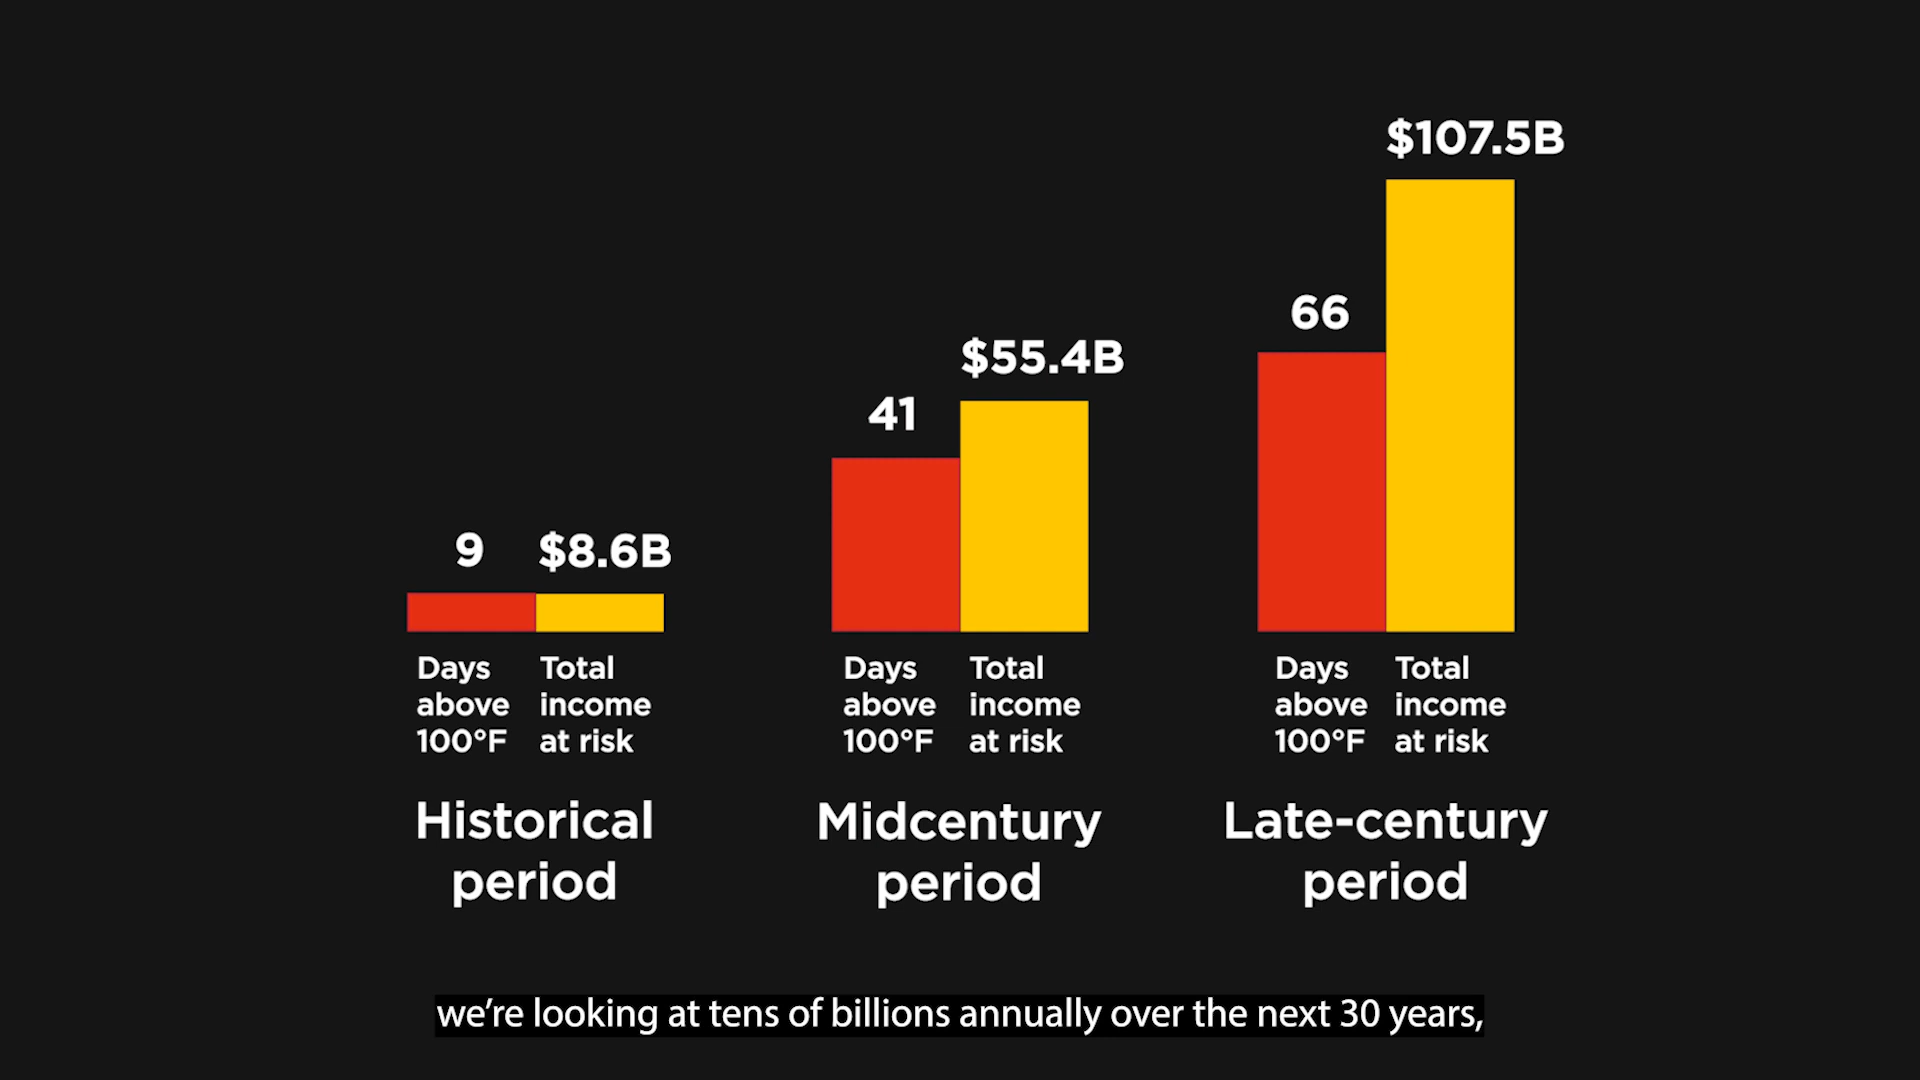 9
$8.6B
Days
above
100°F
Total
income
at risk
Historical
period
41
$55.4B
Days
above
100°F
Total
income
at risk
Midcentury
period
66
$107.5B
Days
above
100°F
Total
income
at risk
Late-century
period
we’re looking at tens of billions annually over the next 30 years,